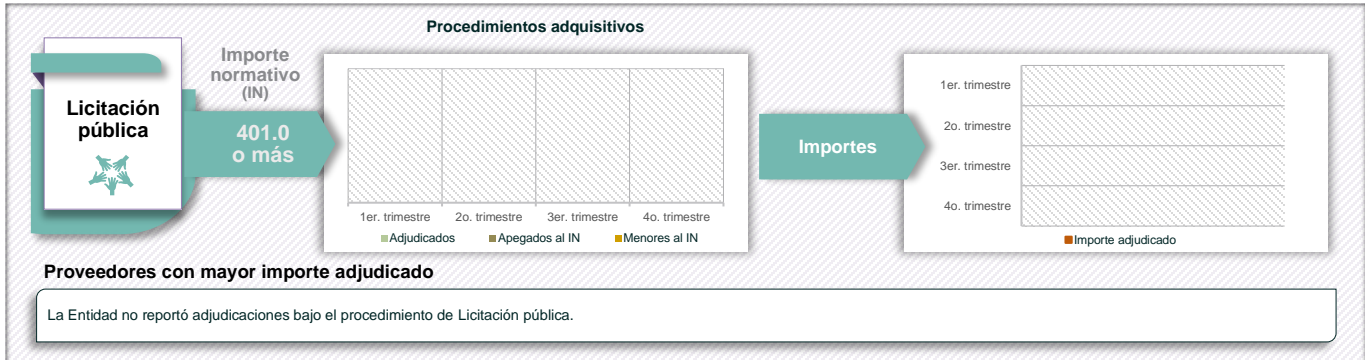 Procedimientos adquisitivos
Licitación
pública
Importe
normativo
(IN)
401.0
o más
1er. trimestre 2o. trimestre 3er. trimestre 4o. trimestre
Adjudicados Apegados al IN Menores al IN
Importes
1er. trimestre
2o. trimestre
3er. trimestre
4o. trimestre
Importe adjudicado
Proveedores con mayor importe adjudicado
La Entidad no reportó adjudicaciones bajo el procedimiento de Licitación pública.